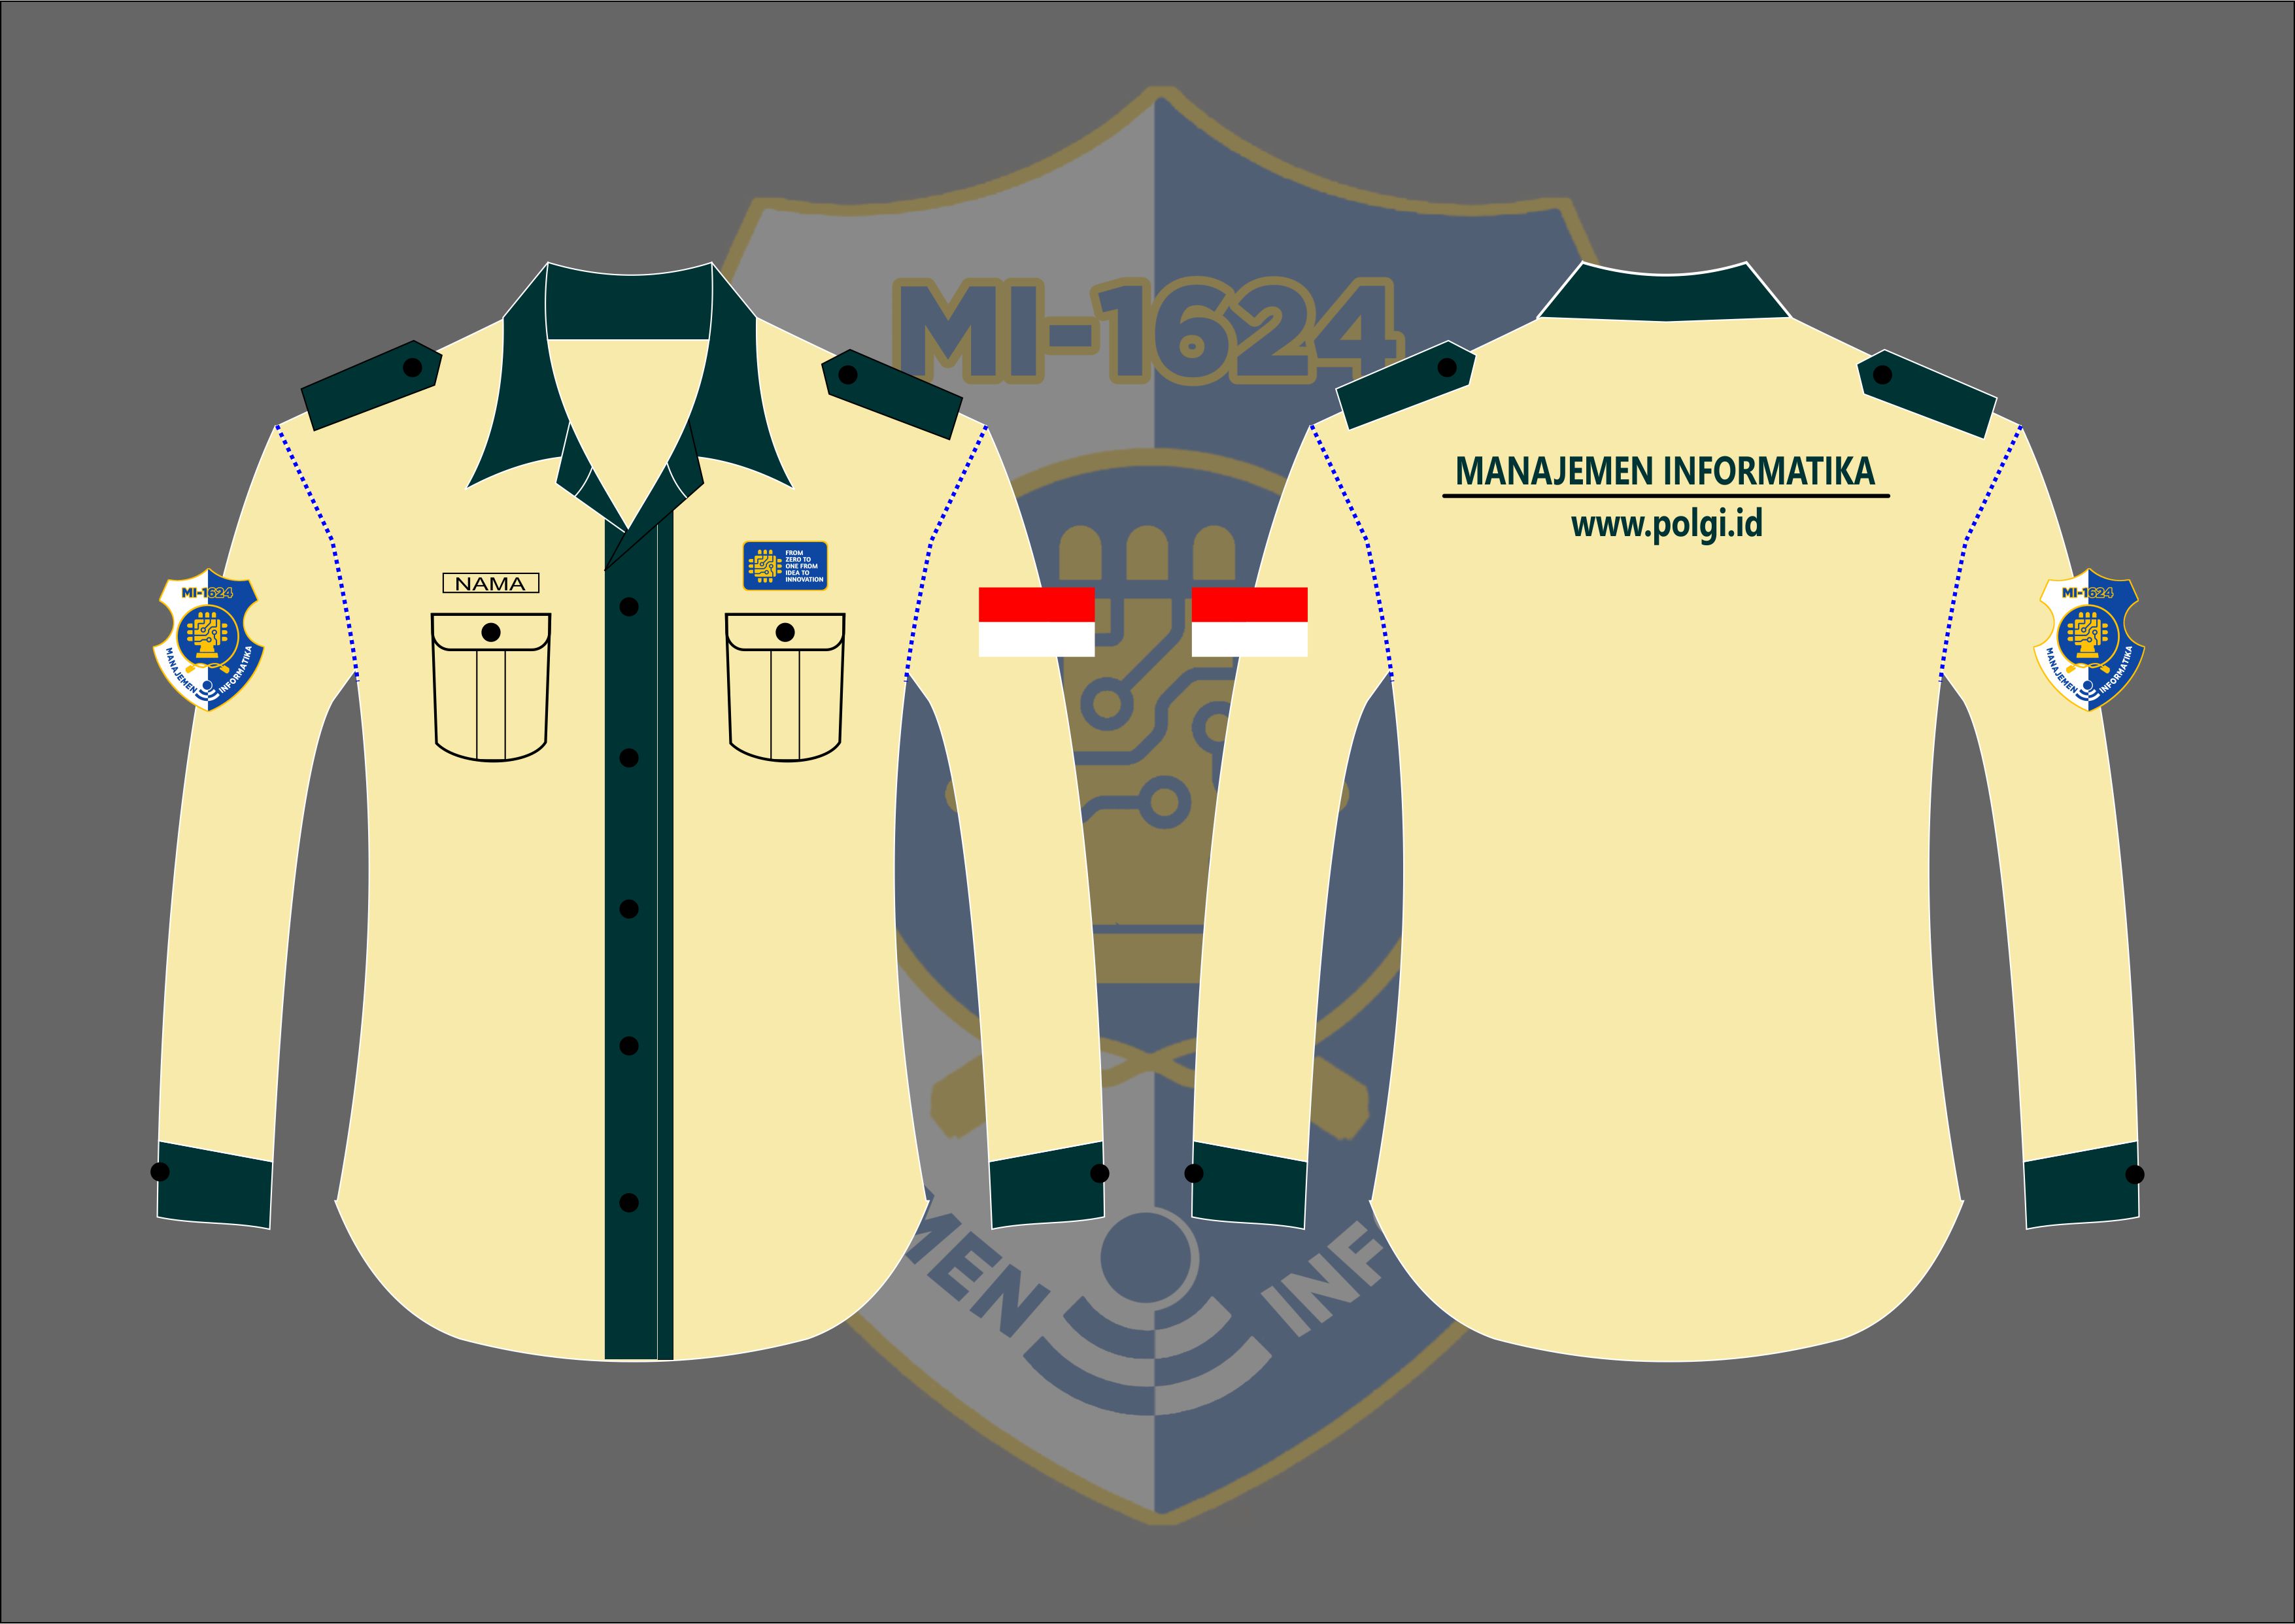 MI-1624
NAMA
FROM
ZERO TO
ONE FROM
IDEA TO
INNOVATION
MI-1624
MANAJEMEN INFORMATIKA
MANAJEMEN INFORMATIKA
www.polgi.id
MI-1624
MANAJEMEN INFORMATIKA
MEN INF